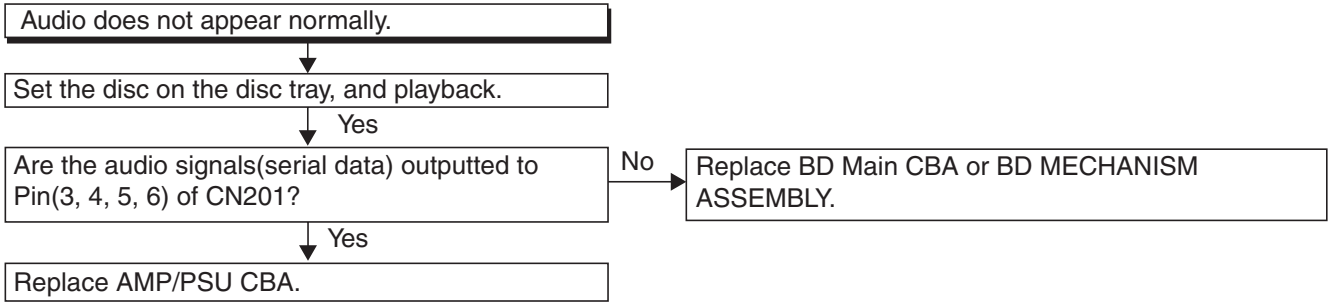 Audio does not appear normally.
Set the disc on the disc tray, and playback.
Yes
Are the audio signals(serial data) outputted to
Pin(3, 4, 5, 6) of CN201?
No
Replace BD Main CBA or BD MECHANISM
ASSEMBLY.
Yes
Replace AMP/PSU CBA.